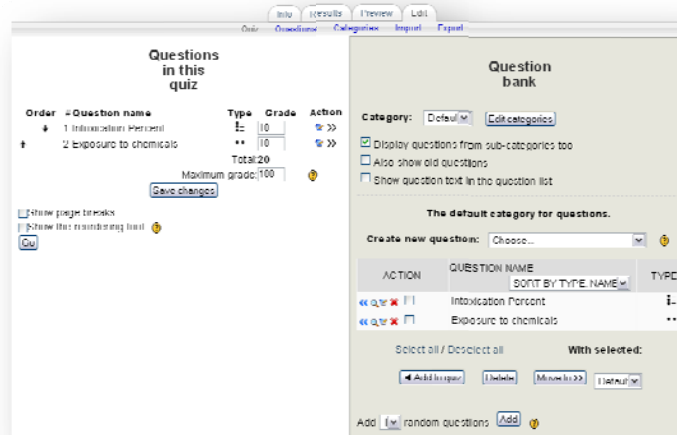 Info Results Preview Edit
Quiz Questions Categories Import Export
Questions
in this
quiz
Order # Question name Type Grade Action
1 Intoxication Percent 10
2 Exposure to chemicals 10
Total: 20
Maximum grade: 100
Save changes
Show page breaks
Show the reordering tool
Go
Question
bank
Category: Default Edit categories
Display questions from sub-categories too
Also show old questions
Show question text in the question list
The default category for questions.
Create new question: Choose...
ACTION QUESTION NAME TYPE
SORT BY TYPE, NAME
Intoxication Percent
Exposure to chemicals
Select all / Deselect all With selected:
Add to quiz Delete Move to >> Default
Add 1 random questions Add